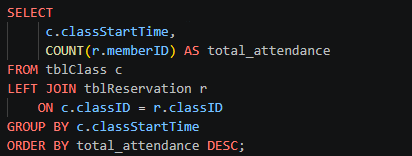 SELECT
c.classStartTime,
COUNT(r.memberID) AS total_attendance
FROM tblClass c
LEFT JOIN tblReservation r
ON c.classID = r.classID
GROUP BY c.classStartTime
ORDER BY total_attendance DESC;